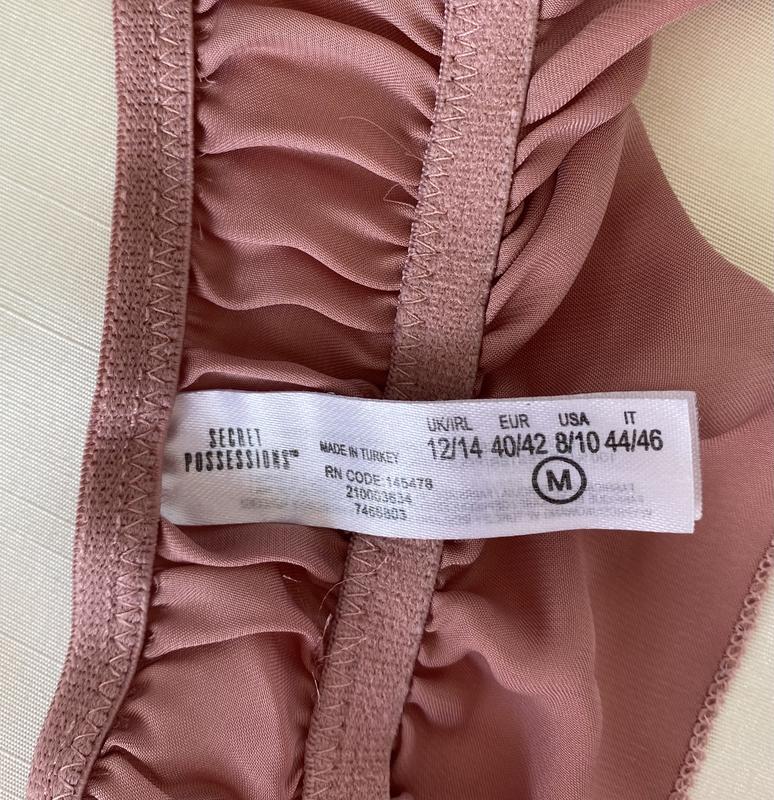 SECRET
POSSESSIONS™
MADE IN TURKEY
RN CODE:145478
210003634
UK/IRL EUR USA IT
12/14 40/42 8/10 44/46
M